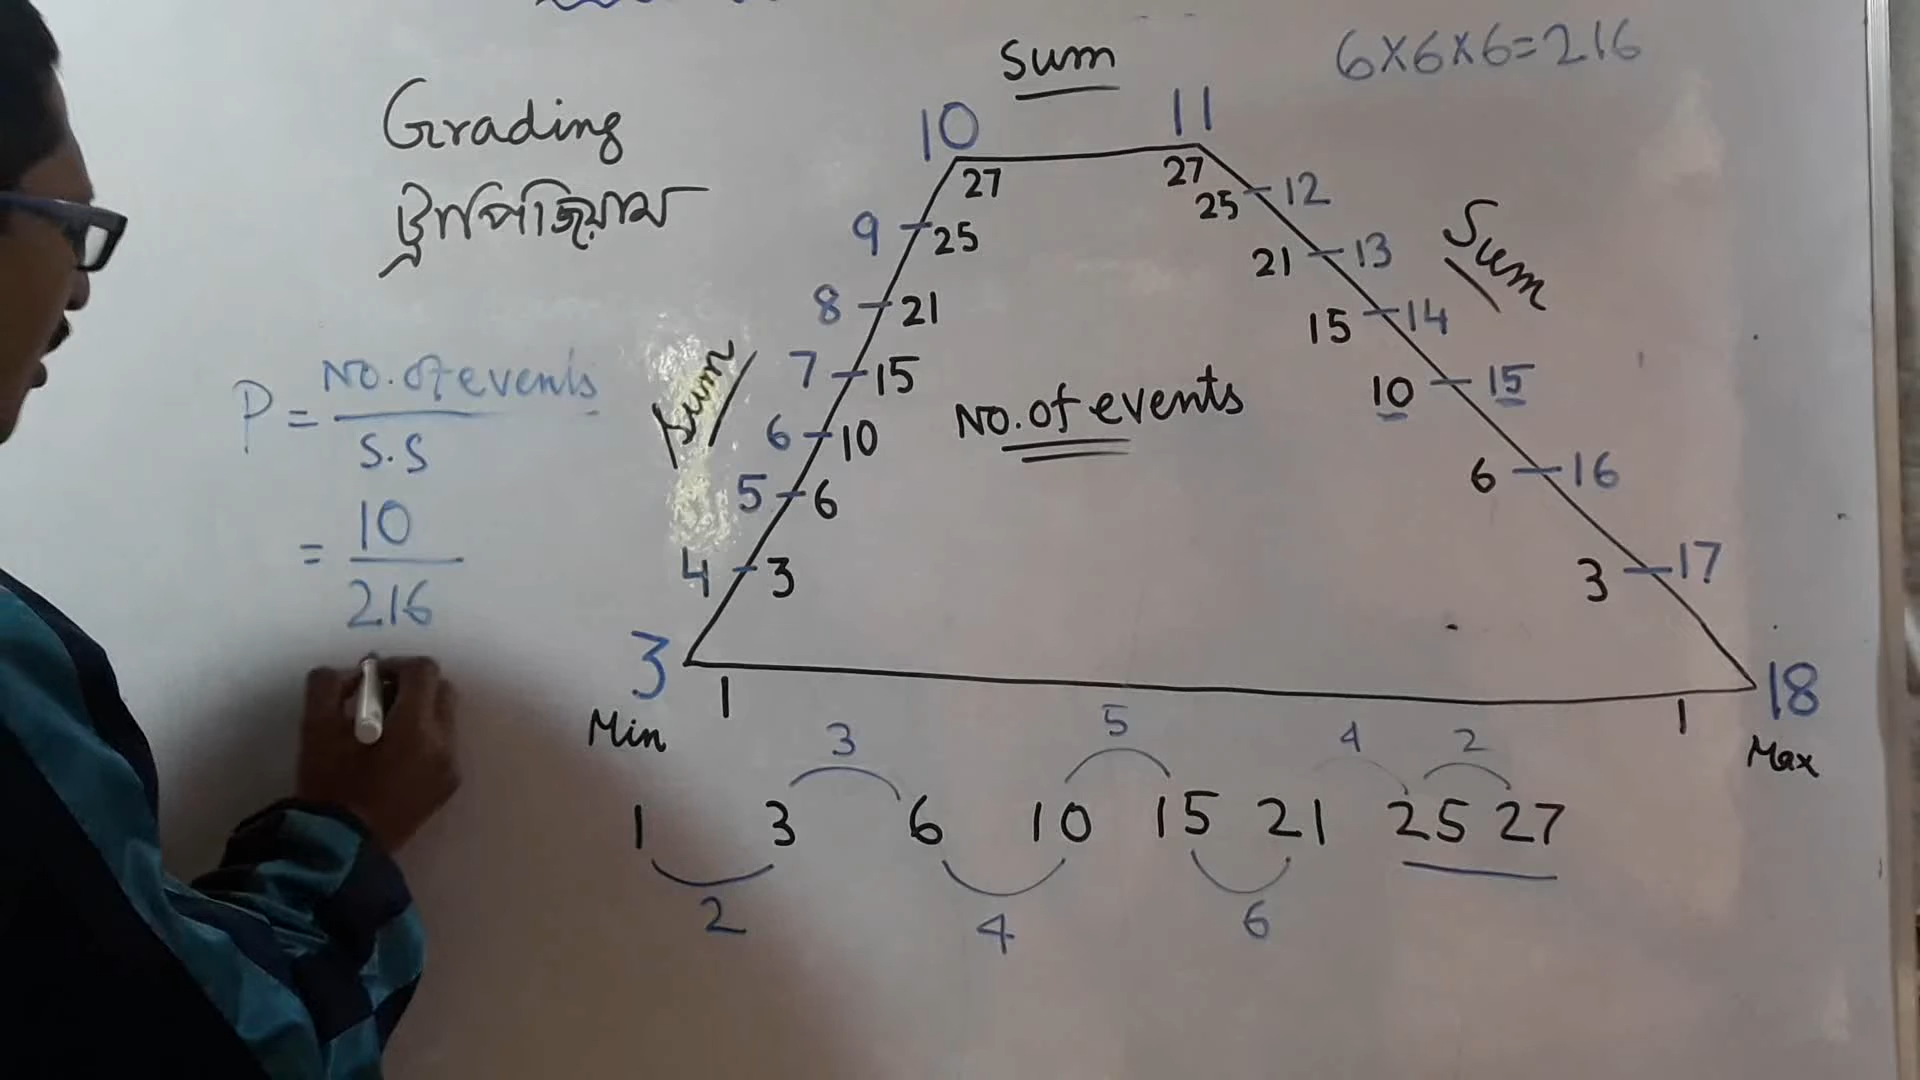 Sum
6×6×6=216
Grading
ট্রাপিজিয়াম
10 11
27 27
9 25 25 12
8 21 21 13
Sum
7 15 15 14
Sum
6 10 10 15
No. of events
5 6 6 16
4 3 3 17
3 1 1 18
Min Max
P = No. of events / S.S
= 10 / 216
3 5 4 2
1 3 6 10 15 21 25 27
2 4 6